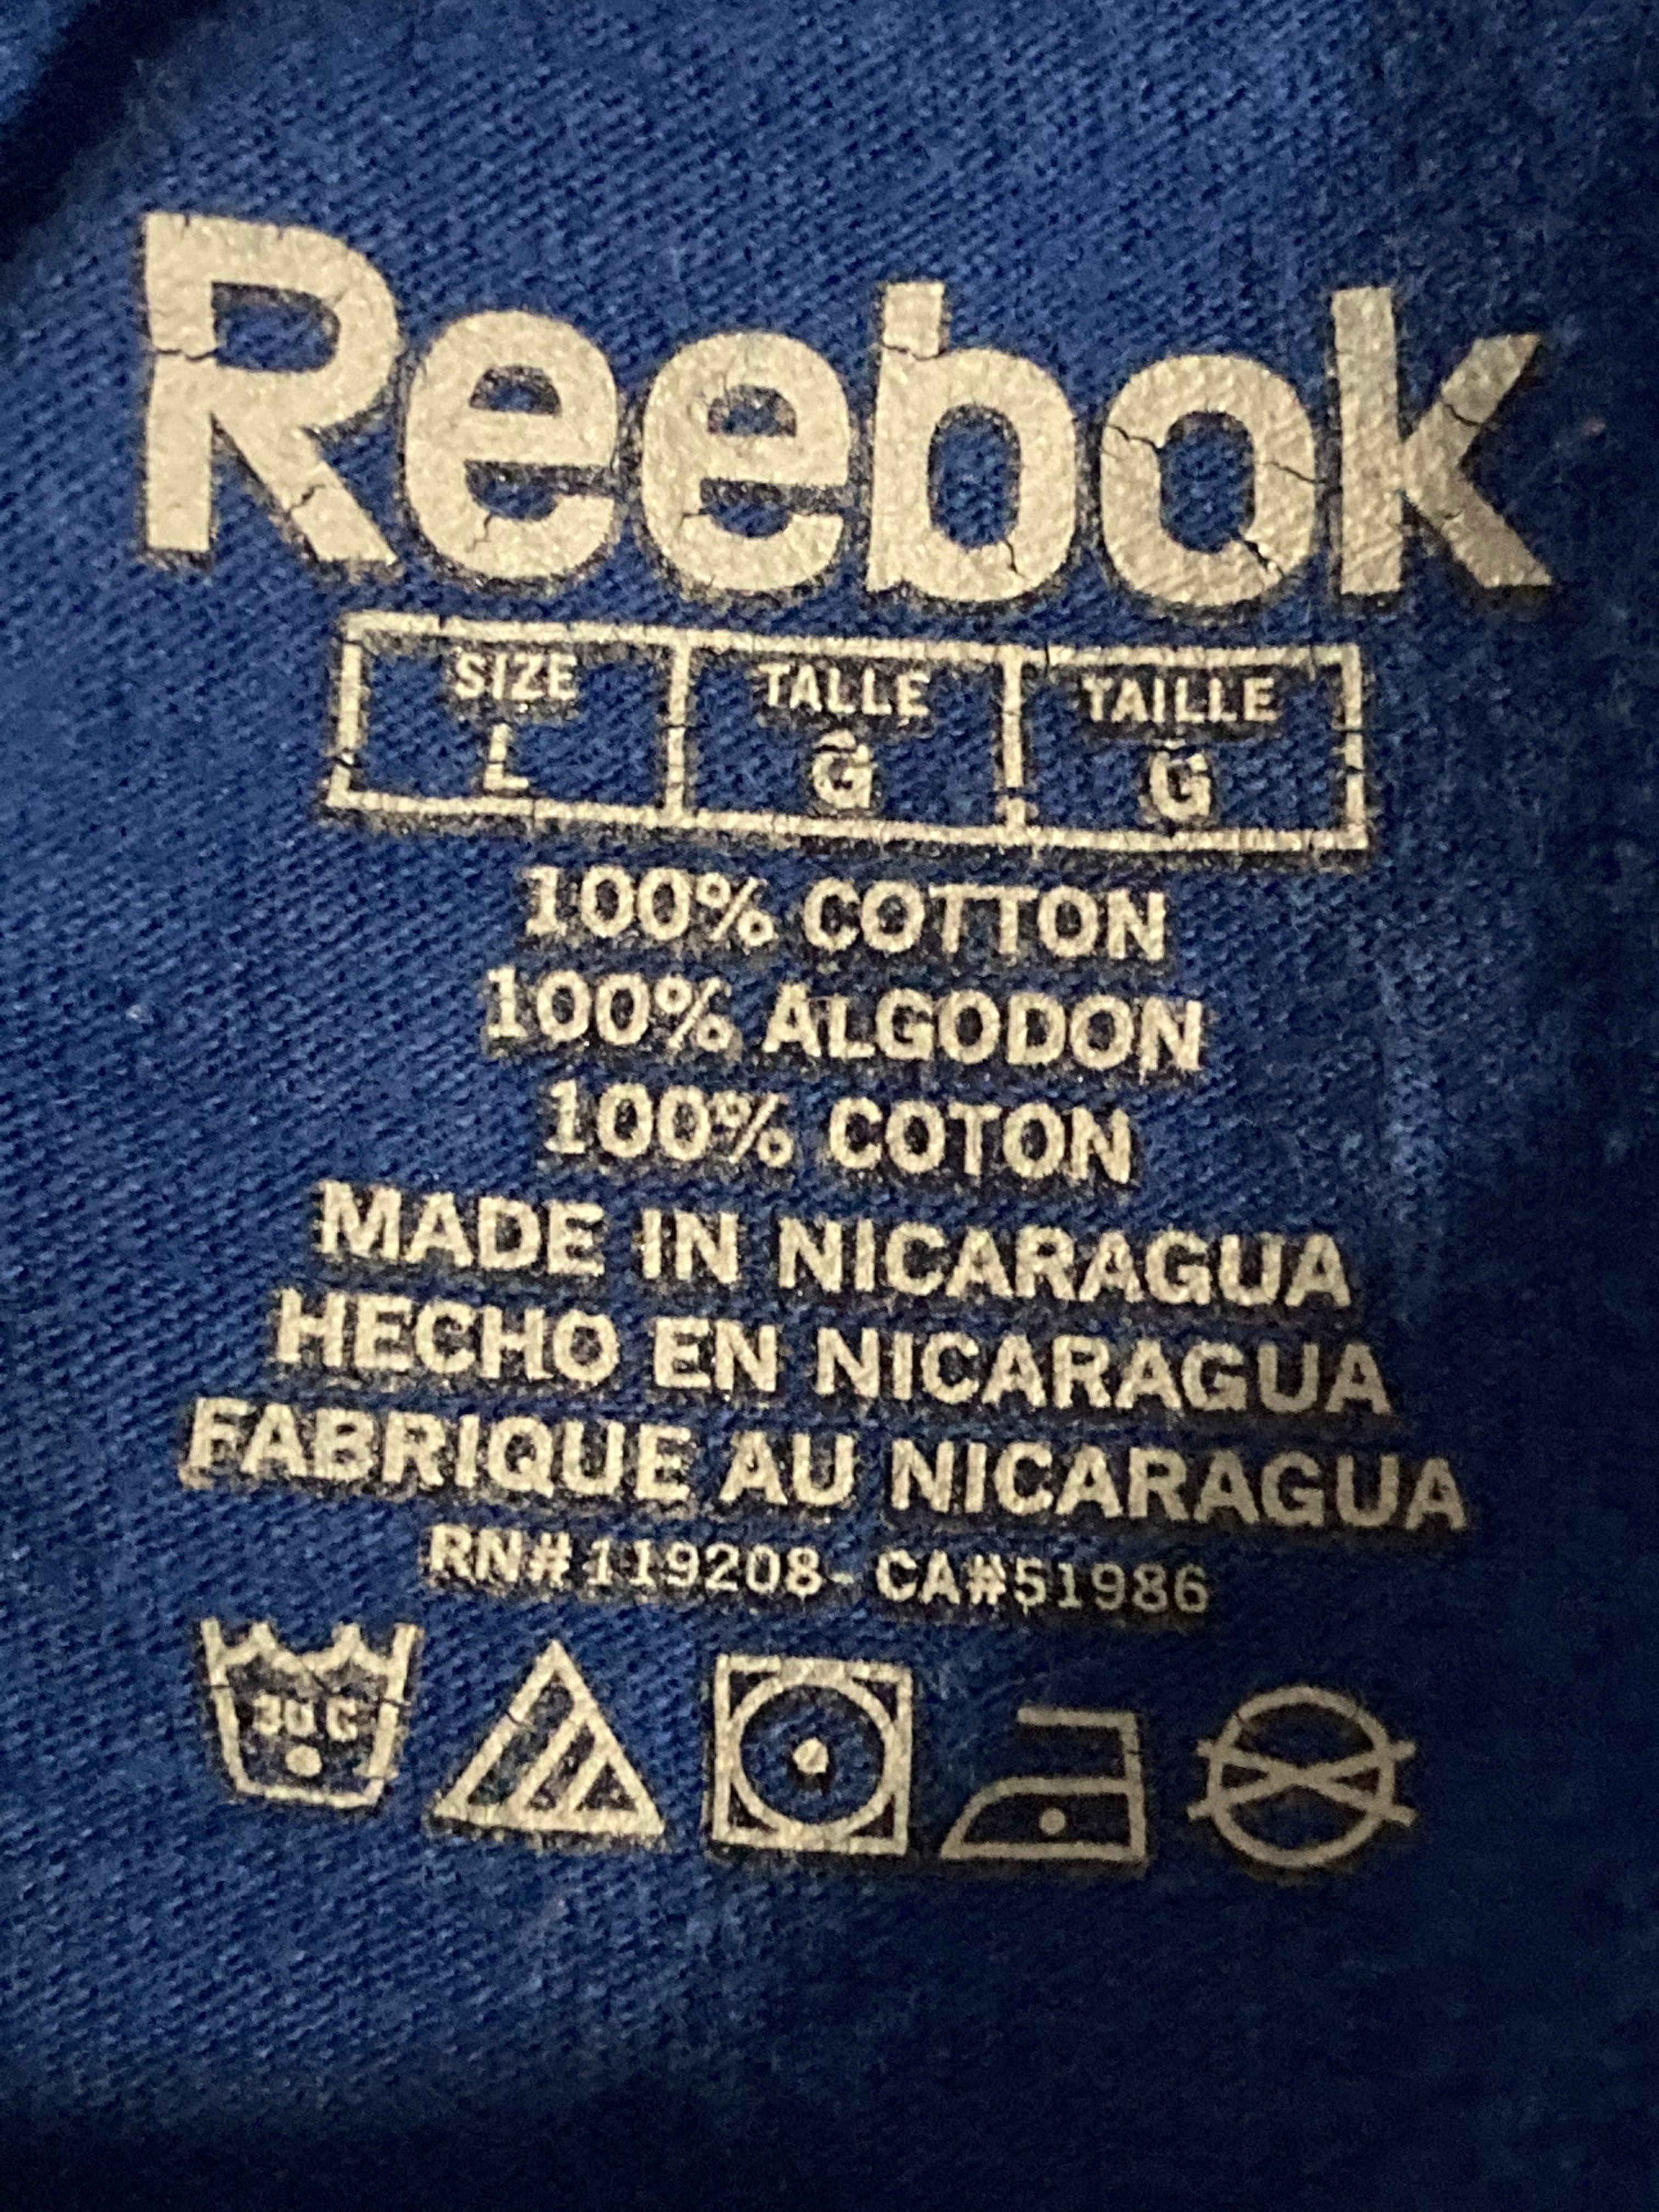 Reebok
SIZE TALLE TAILLE
L G G
100% COTTON
100% ALGODON
100% COTON
MADE IN NICARAGUA
HECHO EN NICARAGUA
FABRIQUE AU NICARAGUA
RN# 119208- CA#51986
30 C